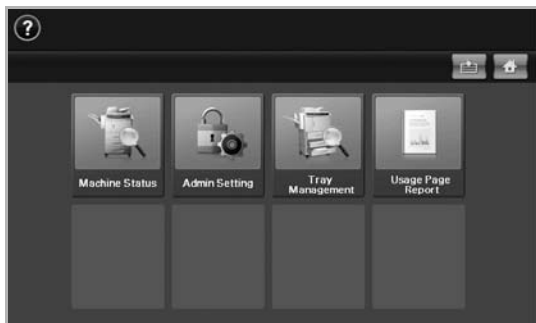 ?
Machine Status
Admin Setting
Tray
Management
Usage Page
Report